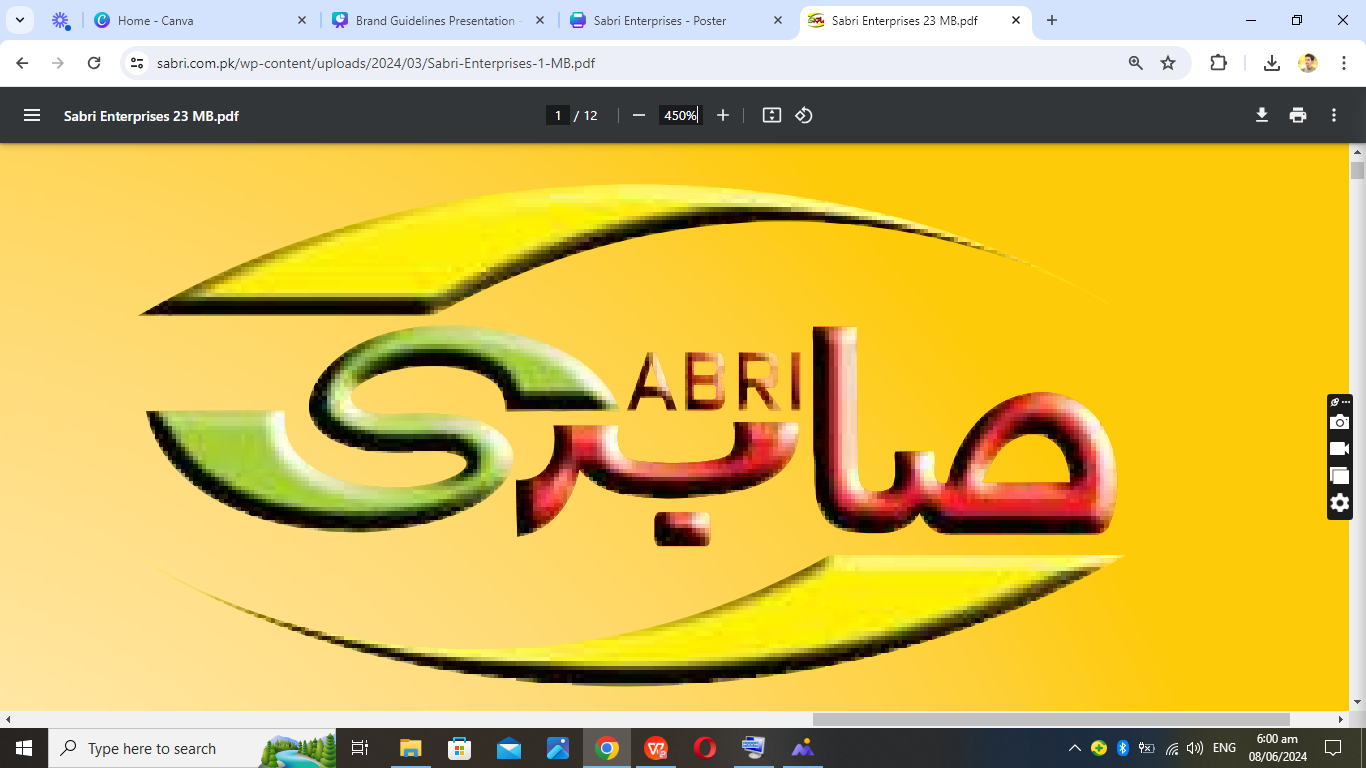 Home - Canva
Brand Guidelines Presentation -
Sabri Enterprises - Poster
Sabri Enterprises 23 MB.pdf
sabri.com.pk/wp-content/uploads/2024/03/Sabri-Enterprises-1-MB.pdf
Sabri Enterprises 23 MB.pdf
1 / 12
450%
ABRI
صابری
Type here to search
ENG
6:00 am
08/06/2024